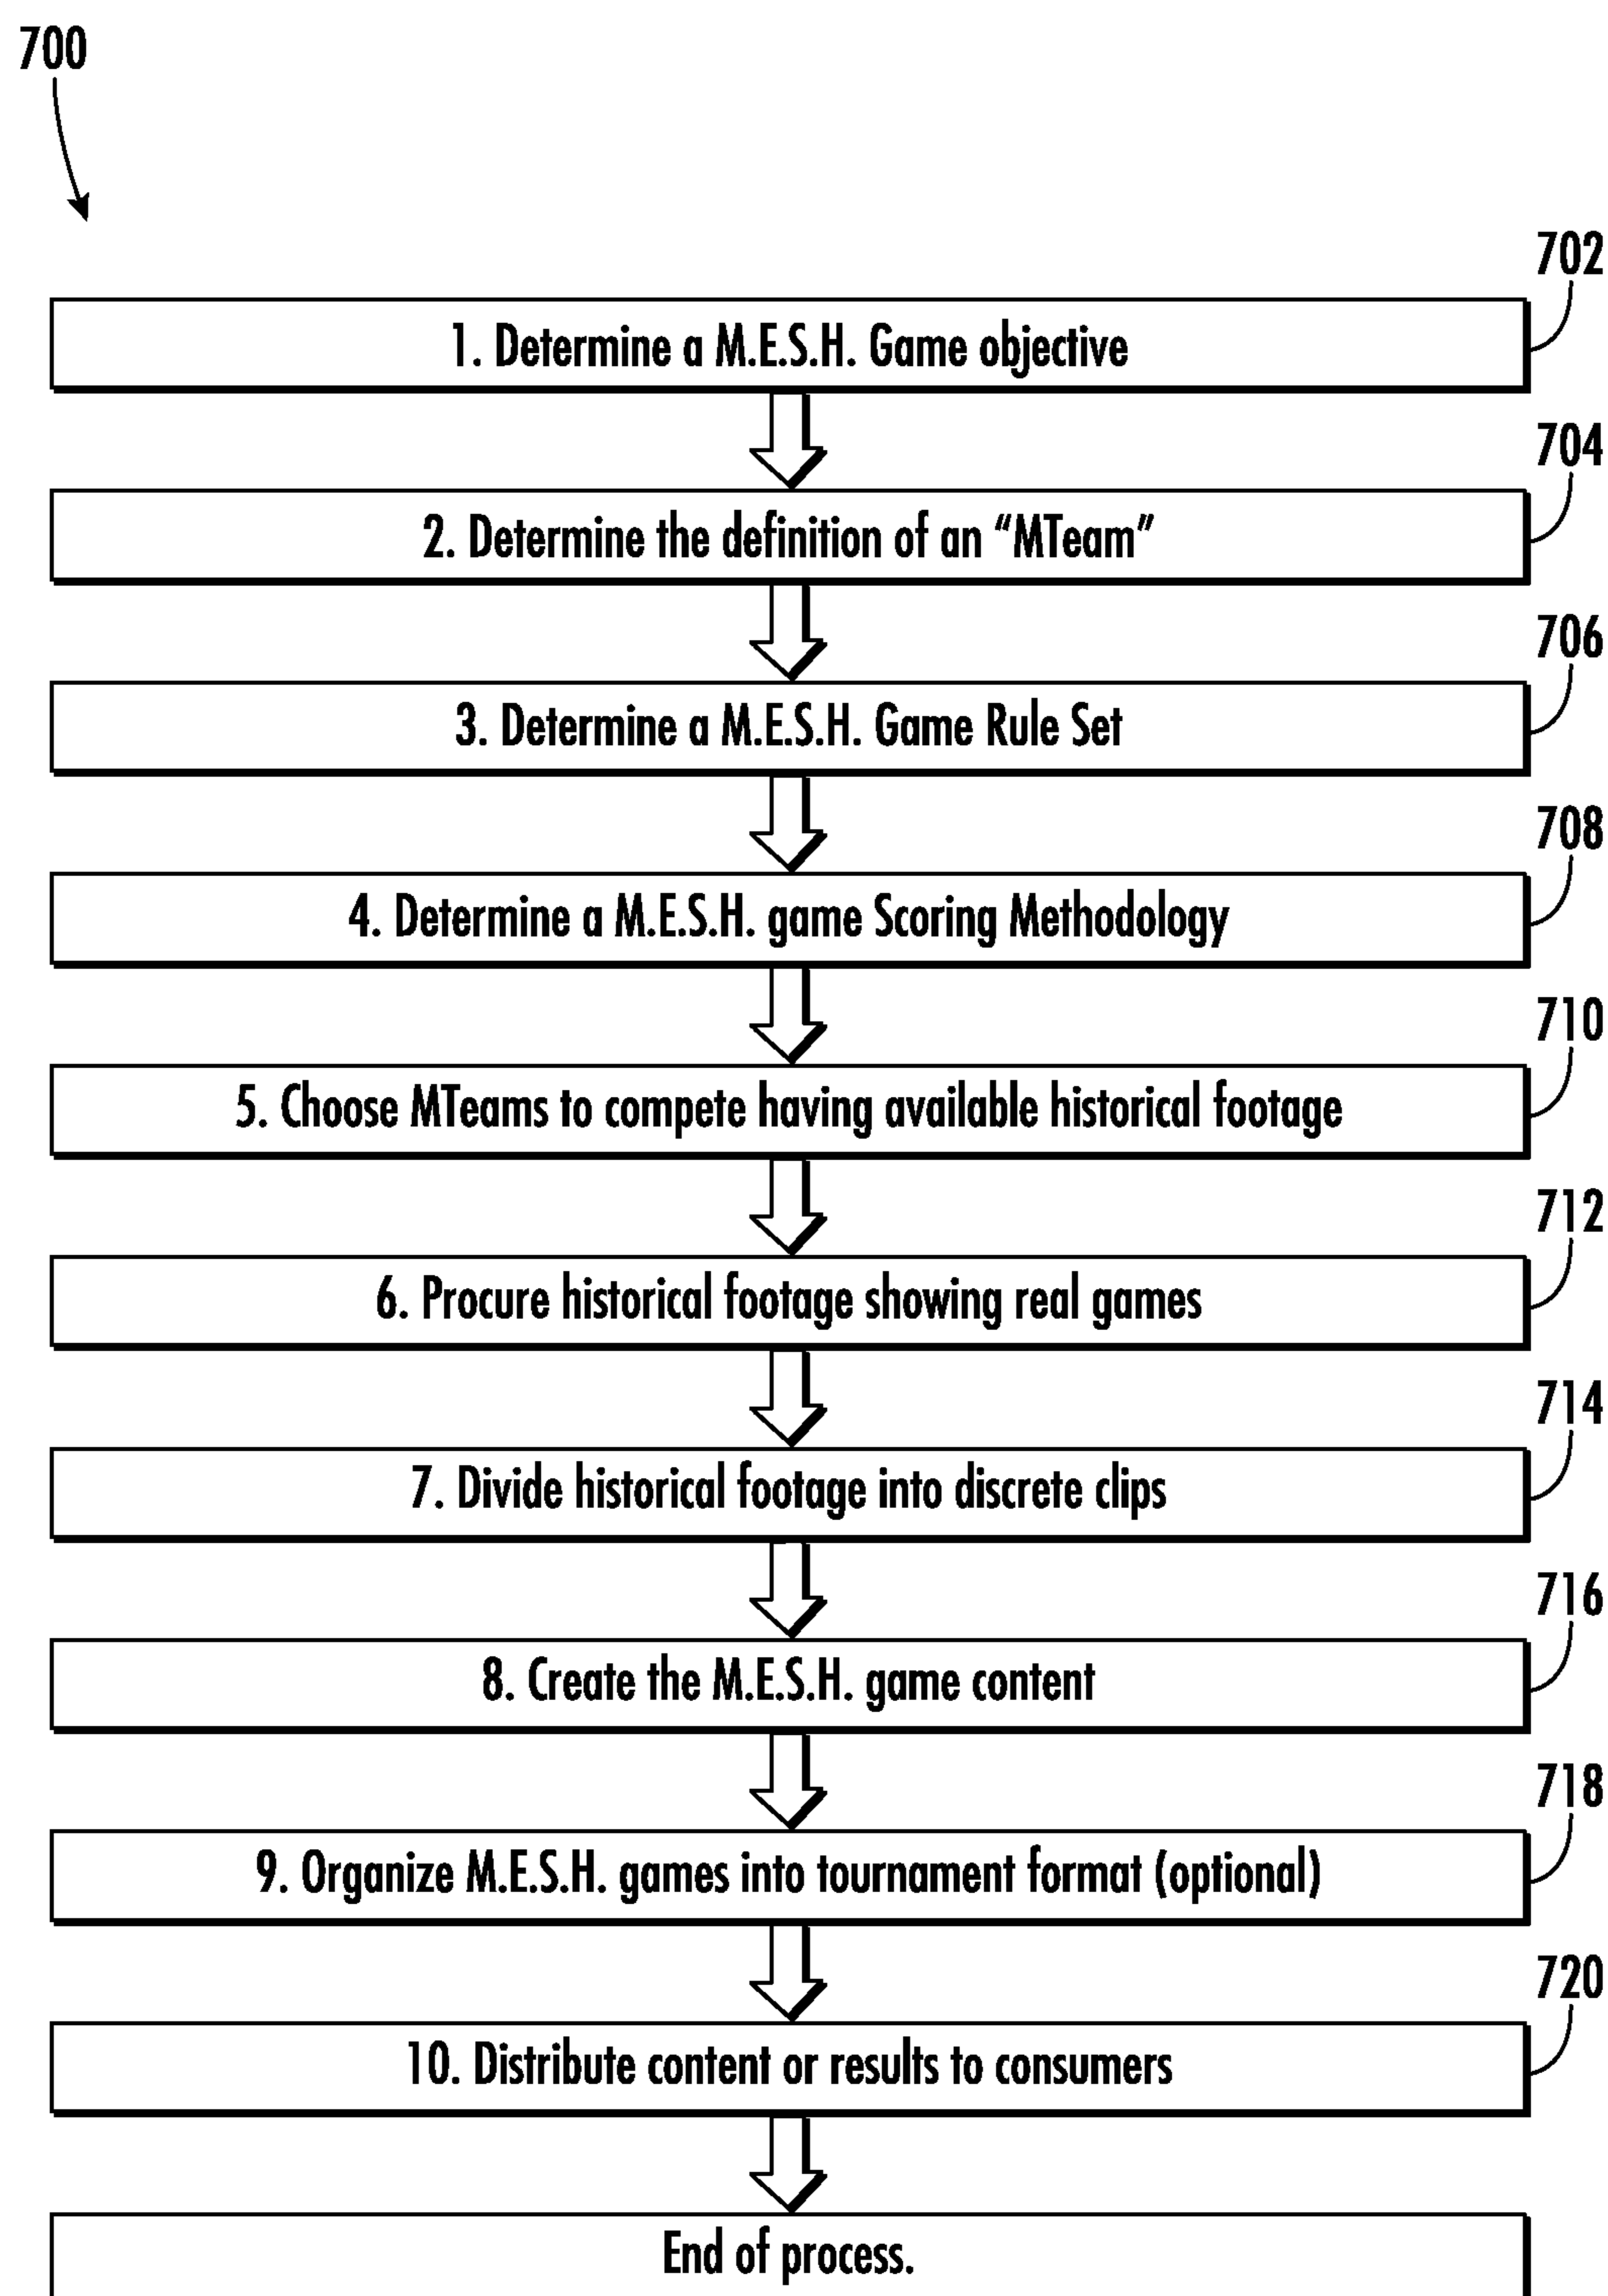 700
702
1. Determine a M.E.S.H. Game objective
704
2. Determine the definition of an “MTeam”
706
3. Determine a M.E.S.H. Game Rule Set
708
4. Determine a M.E.S.H. game Scoring Methodology
710
5. Choose MTeams to compete having available historical footage
712
6. Procure historical footage showing real games
714
7. Divide historical footage into discrete clips
716
8. Create the M.E.S.H. game content
718
9. Organize M.E.S.H. games into tournament format (optional)
720
10. Distribute content or results to consumers
End of process.